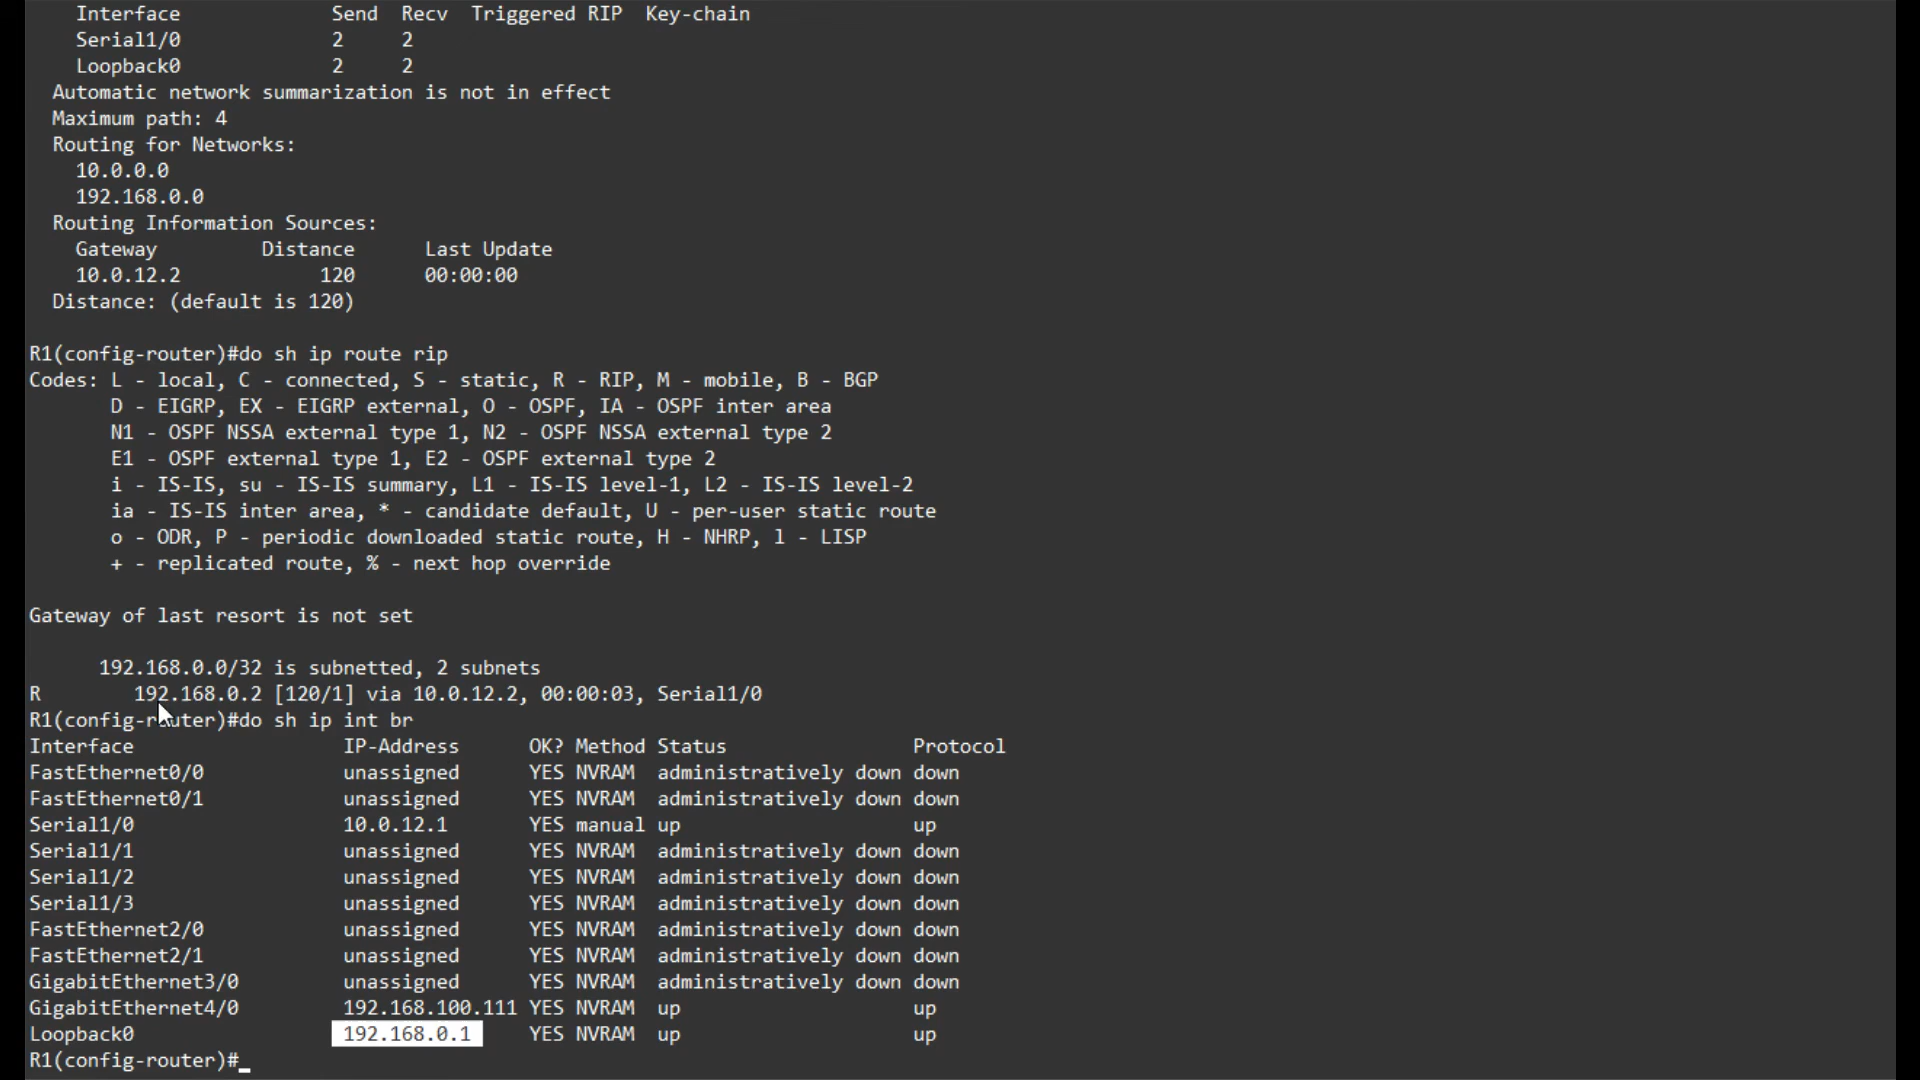 Interface             Send  Recv  Triggered RIP  Key-chain
Serial1/0             2     2
Loopback0             2     2
Automatic network summarization is not in effect
Maximum path: 4
Routing for Networks:
10.0.0.0
192.168.0.0
Routing Information Sources:
Gateway         Distance      Last Update
10.0.12.2            120      00:00:00
Distance: (default is 120)
R1(config-router)#do sh ip route rip
Codes: L - local, C - connected, S - static, R - RIP, M - mobile, B - BGP
D - EIGRP, EX - EIGRP external, O - OSPF, IA - OSPF inter area
N1 - OSPF NSSA external type 1, N2 - OSPF NSSA external type 2
E1 - OSPF external type 1, E2 - OSPF external type 2
i - IS-IS, su - IS-IS summary, L1 - IS-IS level-1, L2 - IS-IS level-2
ia - IS-IS inter area, * - candidate default, U - per-user static route
o - ODR, P - periodic downloaded static route, H - NHRP, l - LISP
+ - replicated route, % - next hop override
Gateway of last resort is not set
192.168.0.0/32 is subnetted, 2 subnets
R        192.168.0.2 [120/1] via 10.0.12.2, 00:00:03, Serial1/0
R1(config-router)#do sh ip int br
Interface                  IP-Address      OK? Method Status                Protocol
FastEthernet0/0            unassigned      YES NVRAM  administratively down down
FastEthernet0/1            unassigned      YES NVRAM  administratively down down
Serial1/0                  10.0.12.1       YES manual up                    up
Serial1/1                  unassigned      YES NVRAM  administratively down down
Serial1/2                  unassigned      YES NVRAM  administratively down down
Serial1/3                  unassigned      YES NVRAM  administratively down down
FastEthernet2/0            unassigned      YES NVRAM  administratively down down
FastEthernet2/1            unassigned      YES NVRAM  administratively down down
GigabitEthernet3/0         unassigned      YES NVRAM  administratively down down
GigabitEthernet4/0         192.168.100.111 YES NVRAM  up                    up
Loopback0                  192.168.0.1     YES NVRAM  up                    up
R1(config-router)#